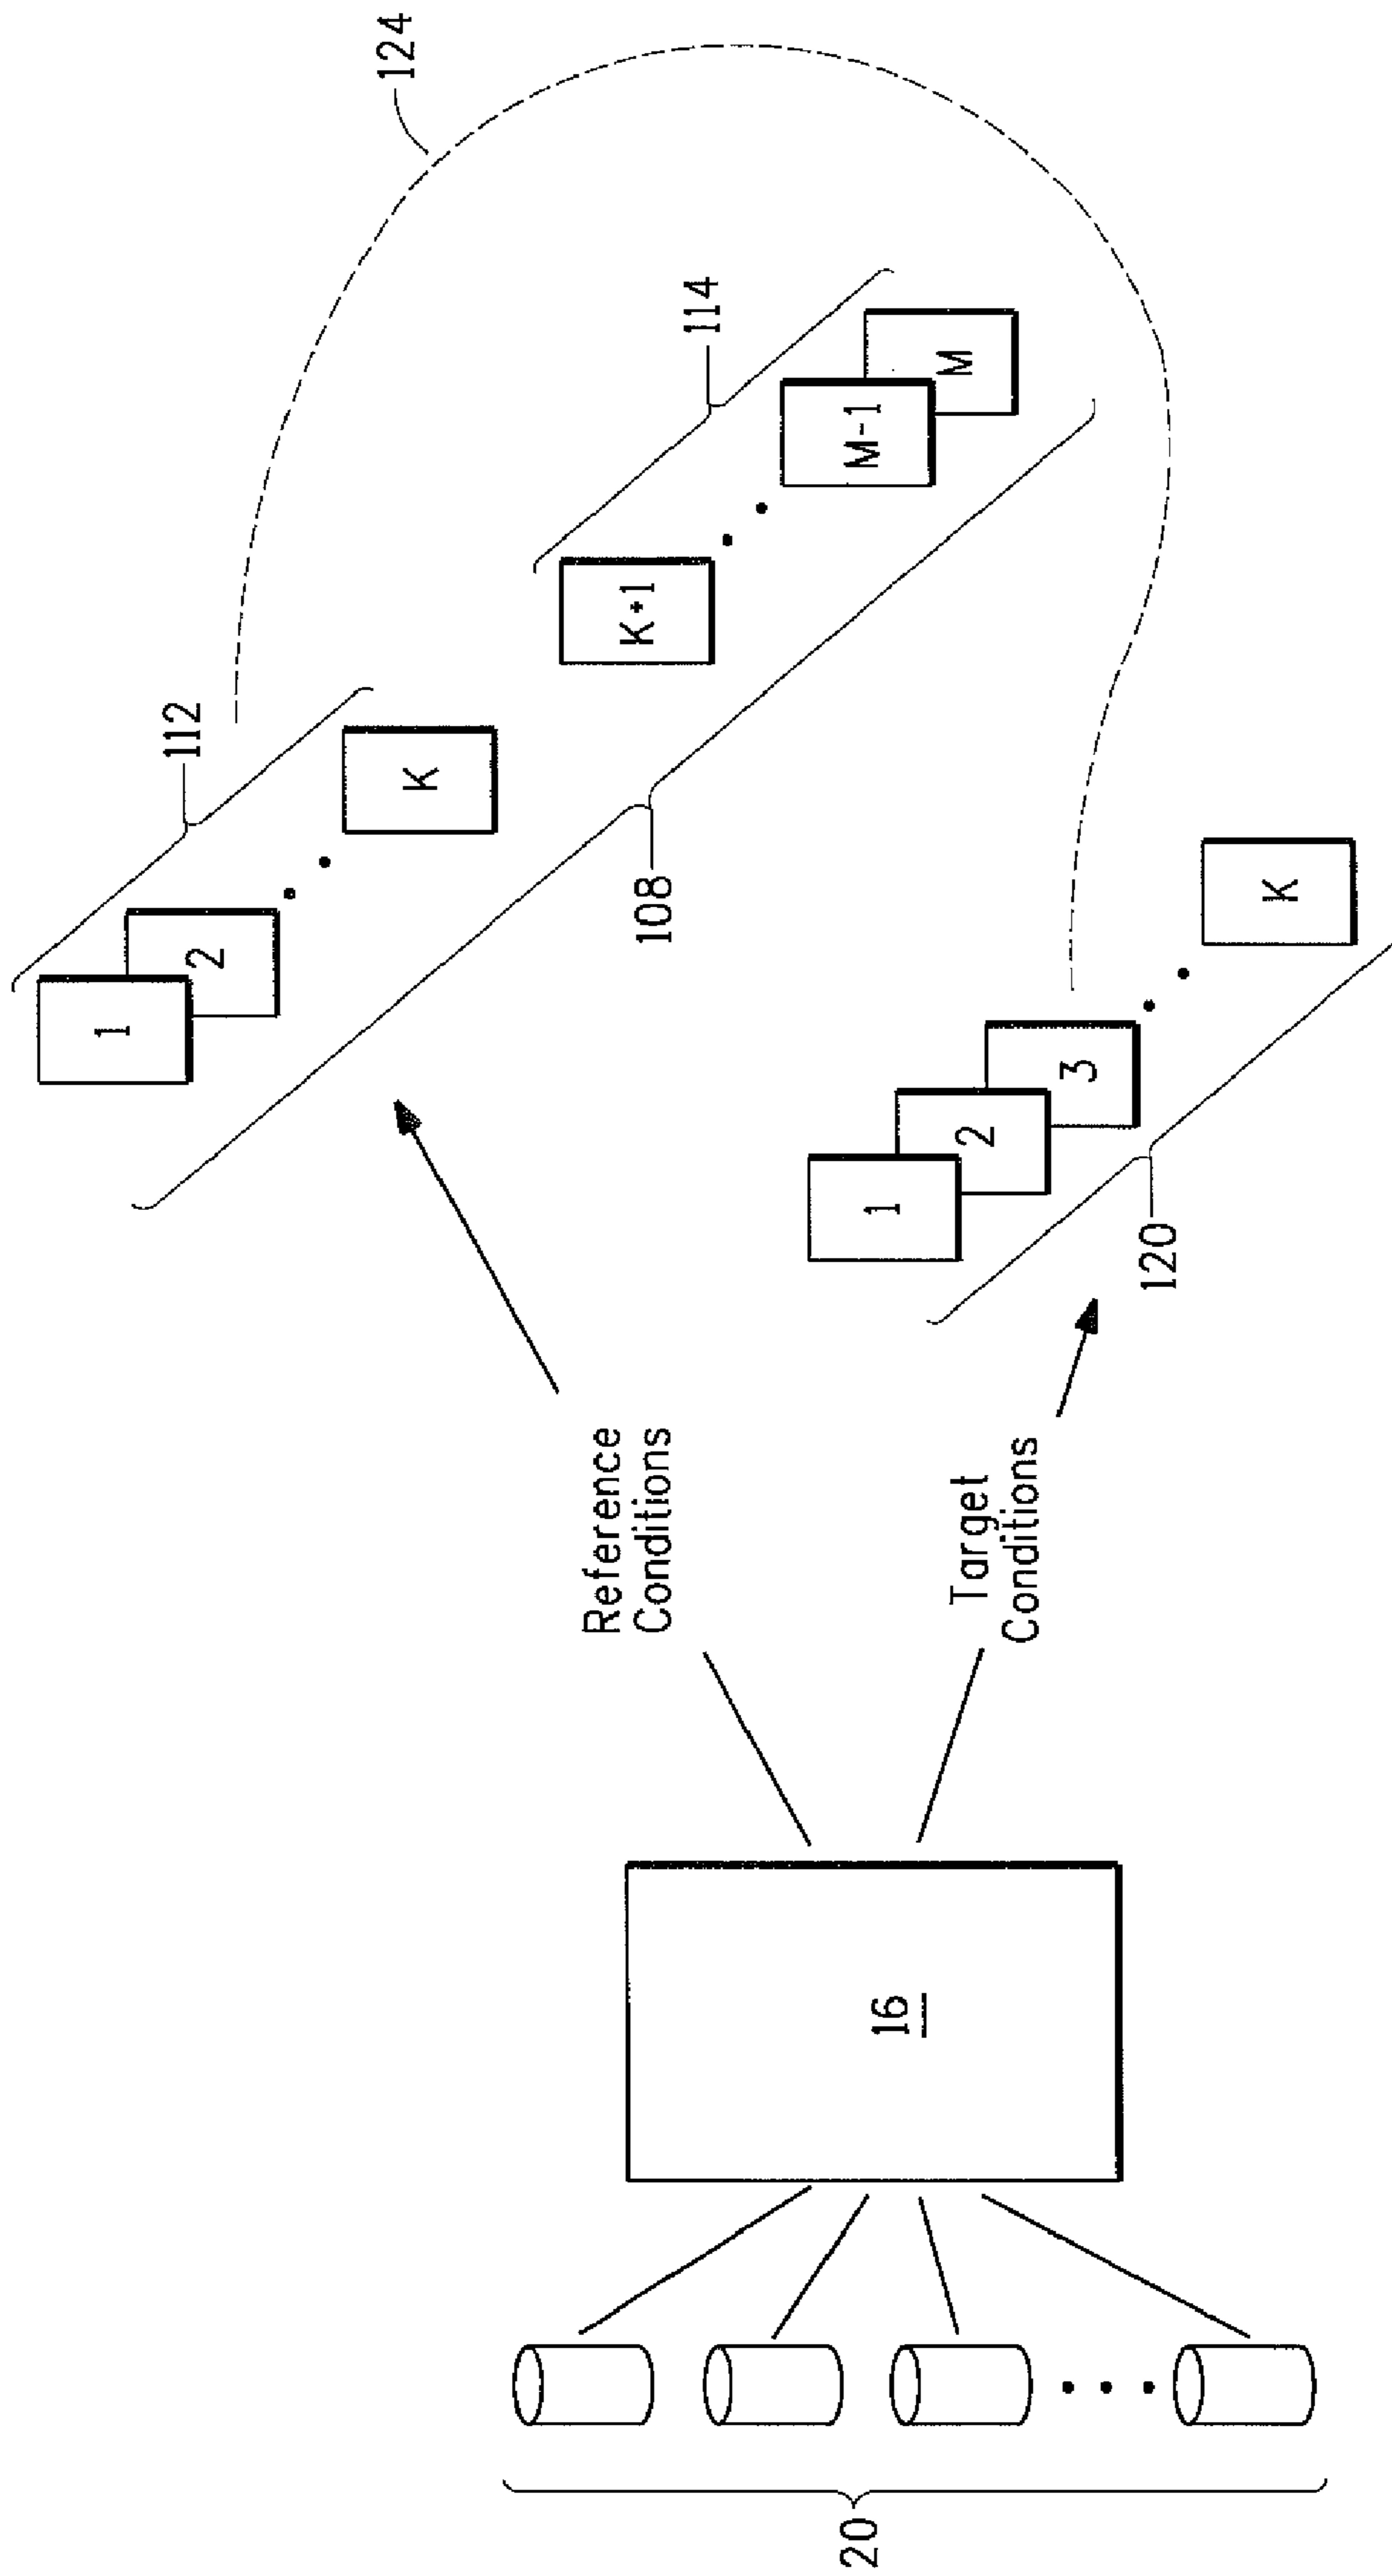 20
16
Reference
Conditions
Target
Conditions
1
2
K
112
108
K+1
M-1
M
114
124
1
2
3
K
120